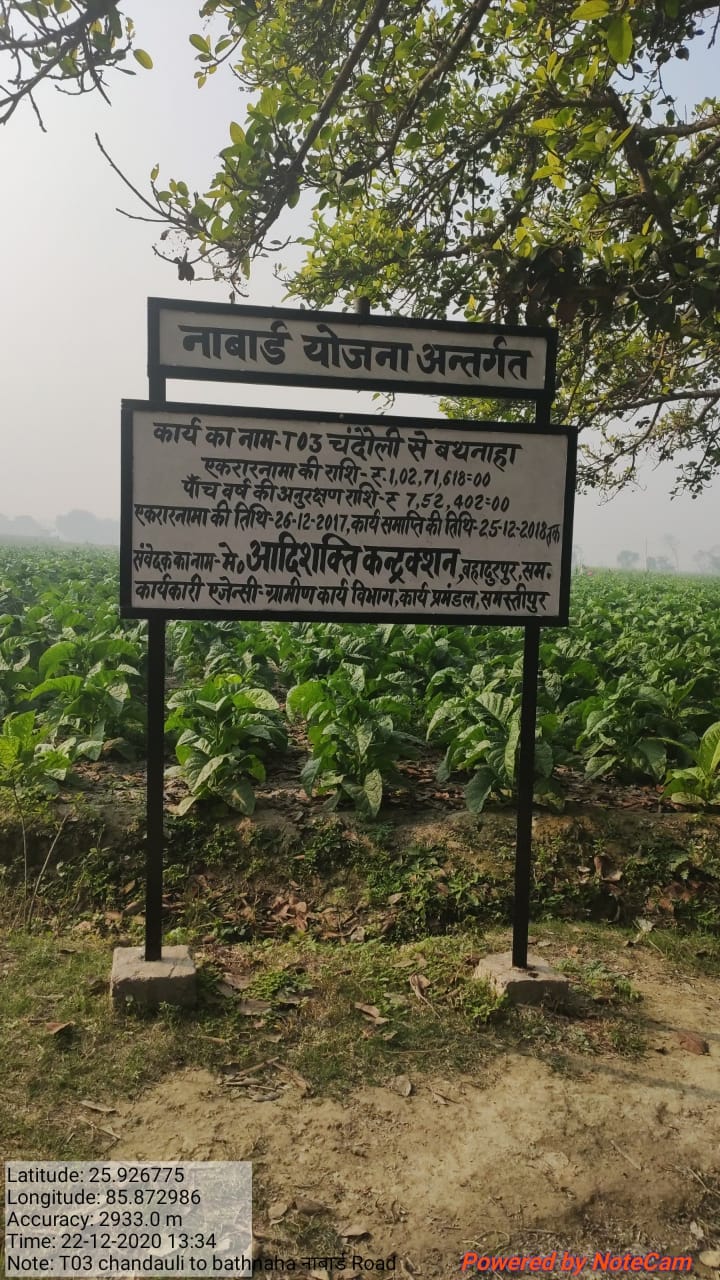 नाबार्ड योजना अन्तर्गत
कार्य का नाम-T03 चंदौली से बथनाहा
एकरारनामा की राशि-₹.1,02,71,618=00
पाँच वर्ष की अनुरक्षण राशि-₹ 7,52,402=00
एकरारनामा की तिथि-26-12-2017,कार्य समाप्ति की तिथि-25-12-2018तक
संवेदक का नाम-मे० आदिशक्ति कन्ट्रक्शन,बहादुरपुर,सम.
कार्यकारी एजेन्सी-ग्रामीण कार्य विभाग,कार्य प्रमंडल,समस्तीपुर
Latitude: 25.926775
Longitude: 85.872986
Accuracy: 2933.0 m
Time: 22-12-2020 13:34
Note: T03 chandauli to bathnaha नाबार्ड Road
Powered by NoteCam